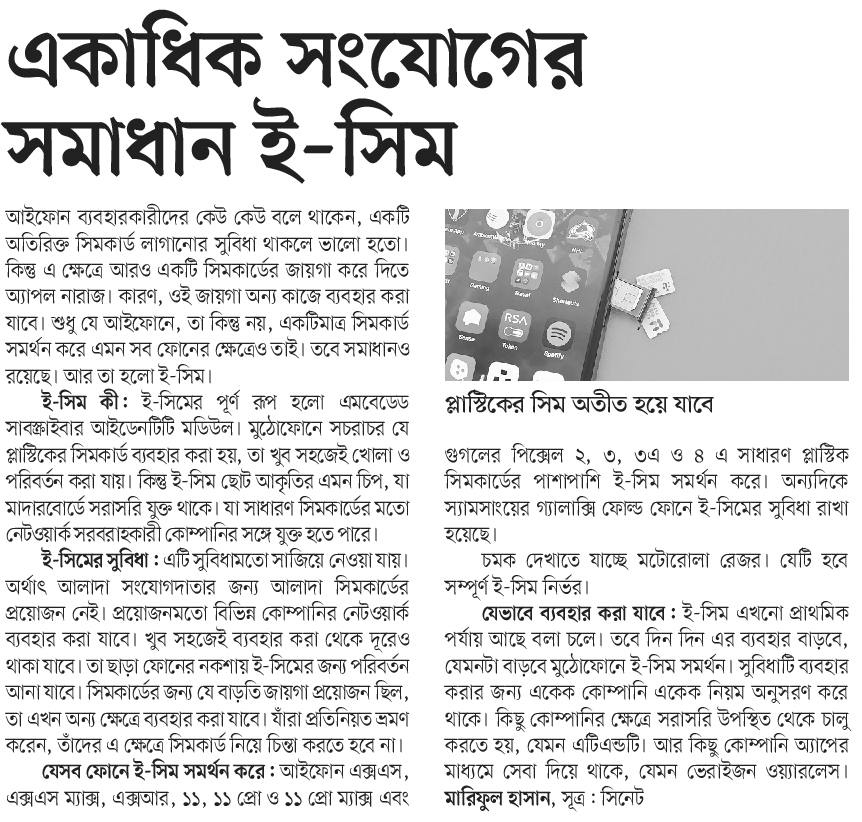 একাধিক সংযোগের
সমাধান ই-সিম
আইফোন ব্যবহারকারীদের কেউ কেউ বলে থাকেন, একটি
অতিরিক্ত সিমকার্ড লাগানোর সুবিধা থাকলে ভালো হতো।
কিন্তু এ ক্ষেত্রে আরও একটি সিমকার্ডের জায়গা করে দিতে
অ্যাপল নারাজ। কারণ, ওই জায়গা অন্য কাজে ব্যবহার করা
যাবে। শুধু যে আইফোনে, তা কিন্তু নয়, একটিমাত্র সিমকার্ড
সমর্থন করে এমন সব ফোনের ক্ষেত্রেও তাই। তবে সমাধানও
রয়েছে। আর তা হলো ই-সিম।
ই-সিম কী : ই-সিমের পূর্ণ রূপ হলো এমবেডেড
সাবস্ক্রাইবার আইডেনটিটি মডিউল। মুঠোফোনে সচরাচর যে
প্লাস্টিকের সিমকার্ড ব্যবহার করা হয়, তা খুব সহজেই খোলা ও
পরিবর্তন করা যায়। কিন্তু ই-সিম ছোট আকৃতির এমন চিপ, যা
মাদারবোর্ডে সরাসরি যুক্ত থাকে। যা সাধারণ সিমকার্ডের মতো
নেটওয়ার্ক সরবরাহকারী কোম্পানির সঙ্গে যুক্ত হতে পারে।
ই-সিমের সুবিধা : এটি সুবিধামতো সাজিয়ে নেওয়া যায়।
অর্থাৎ আলাদা সংযোগদাতার জন্য আলাদা সিমকার্ডের
প্রয়োজন নেই। প্রয়োজনমতো বিভিন্ন কোম্পানির নেটওয়ার্ক
ব্যবহার করা যাবে। খুব সহজেই ব্যবহার করা থেকে দূরেও
থাকা যাবে। তা ছাড়া ফোনের নকশায় ই-সিমের জন্য পরিবর্তন
আনা যাবে। সিমকার্ডের জন্য যে বাড়তি জায়গা প্রয়োজন ছিল,
তা এখন অন্য ক্ষেত্রে ব্যবহার করা যাবে। যাঁরা প্রতিনিয়ত ভ্রমণ
করেন, তাঁদের এ ক্ষেত্রে সিমকার্ড নিয়ে চিন্তা করতে হবে না।
যেসব ফোনে ই-সিম সমর্থন করে : আইফোন এক্সএস,
এক্সএস ম্যাক্স, এক্সআর, ১১, ১১ প্রো ও ১১ প্রো ম্যাক্স এবং
Gaming
Travel
Shortcuts
RSA
Token
Spotify
প্লাস্টিকের সিম অতীত হয়ে যাবে
গুগলের পিক্সেল ২, ৩, ৩এ ও ৪ এ সাধারণ প্লাস্টিক
সিমকার্ডের পাশাপাশি ই-সিম সমর্থন করে। অন্যদিকে
স্যামসাংয়ের গ্যালাক্সি ফোল্ড ফোনে ই-সিমের সুবিধা রাখা
হয়েছে।
চমক দেখাতে যাচ্ছে মটোরোলা রেজর। যেটি হবে
সম্পূর্ণ ই-সিম নির্ভর।
যেভাবে ব্যবহার করা যাবে : ই-সিম এখনো প্রাথমিক
পর্যায় আছে বলা চলে। তবে দিন দিন এর ব্যবহার বাড়বে,
যেমনটা বাড়বে মুঠোফোনে ই-সিম সমর্থন। সুবিধাটি ব্যবহার
করার জন্য একেক কোম্পানি একেক নিয়ম অনুসরণ করে
থাকে। কিছু কোম্পানির ক্ষেত্রে সরাসরি উপস্থিত থেকে চালু
করতে হয়, যেমন এটিএন্ডটি। আর কিছু কোম্পানি অ্যাপের
মাধ্যমে সেবা দিয়ে থাকে, যেমন ভেরাইজন ওয়্যারলেস।
মারিফুল হাসান, সূত্র : সিনেট